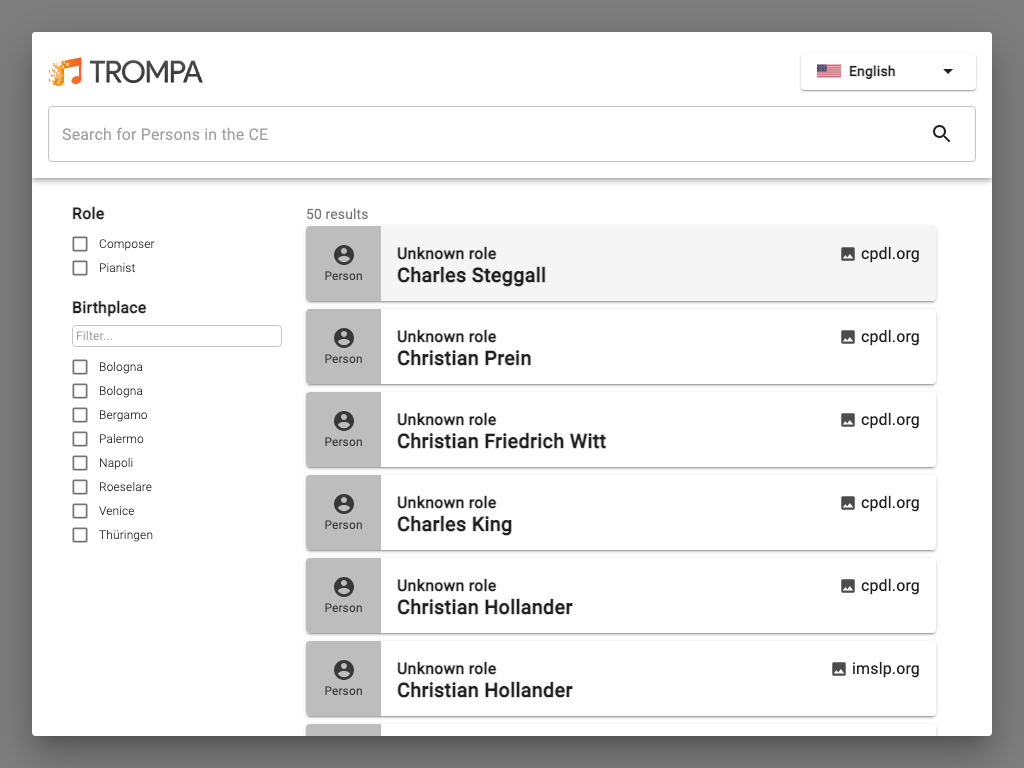 TROMPA
English
Search for Persons in the CE
Role
Composer
Pianist
Birthplace
Filter...
Bologna
Bologna
Bergamo
Palermo
Napoli
Roeselare
Venice
Thüringen
50 results
Person
Unknown role
Charles Steggall
cpdl.org
Person
Unknown role
Christian Prein
cpdl.org
Person
Unknown role
Christian Friedrich Witt
cpdl.org
Person
Unknown role
Charles King
cpdl.org
Person
Unknown role
Christian Hollander
cpdl.org
Person
Unknown role
Christian Hollander
imslp.org